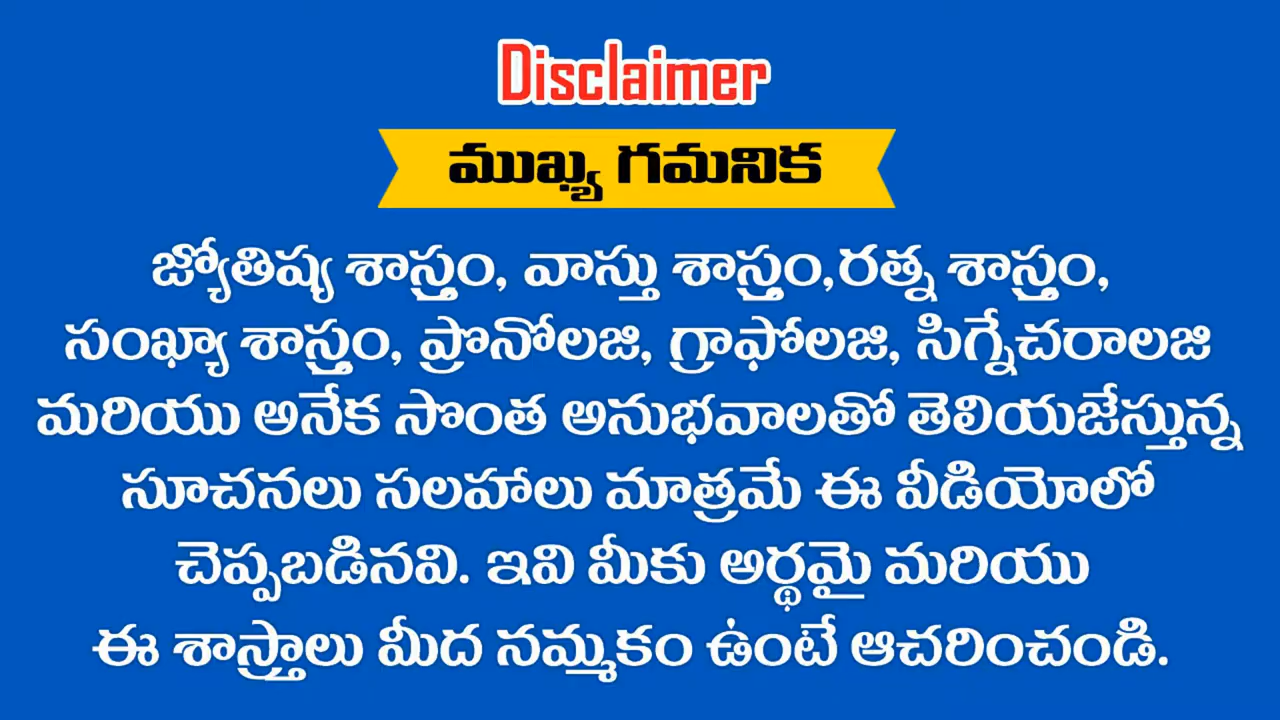 Disclaimer
ముఖ్య గమనిక
జ్యోతిష్య శాస్త్రం, వాస్తు శాస్త్రం,రత్న శాస్త్రం,
సంఖ్యా శాస్త్రం, ప్రొనోలజి, గ్రాఫోలజి, సిగ్నేచరాలజి
మరియు అనేక సొంత అనుభవాలతో తెలియజేస్తున్న
సూచనలు సలహాలు మాత్రమే ఈ వీడియోలో
చెప్పబడినవి. ఇవి మీకు అర్థమై మరియు
ఈ శాస్త్రాలు మీద నమ్మకం ఉంటే ఆచరించండి.